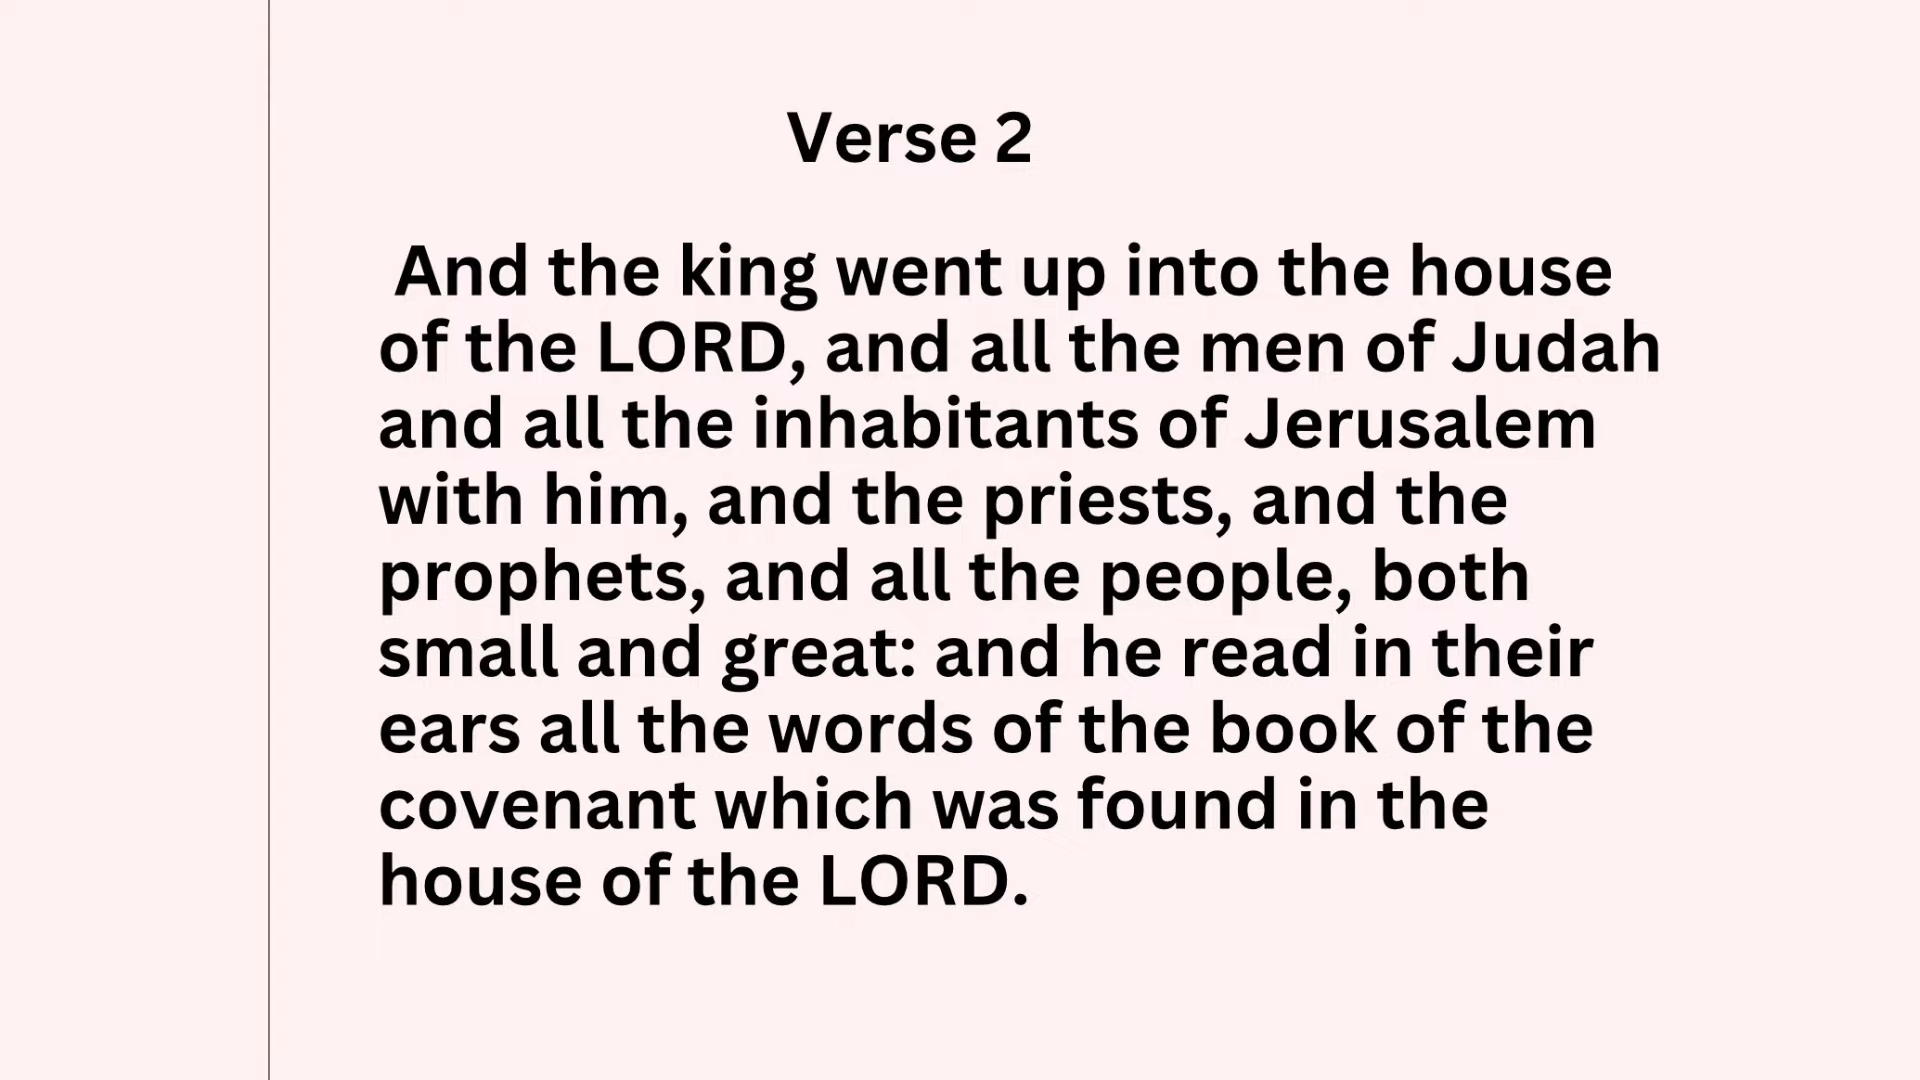 Verse 2
And the king went up into the house
of the LORD, and all the men of Judah
and all the inhabitants of Jerusalem
with him, and the priests, and the
prophets, and all the people, both
small and great: and he read in their
ears all the words of the book of the
covenant which was found in the
house of the LORD.